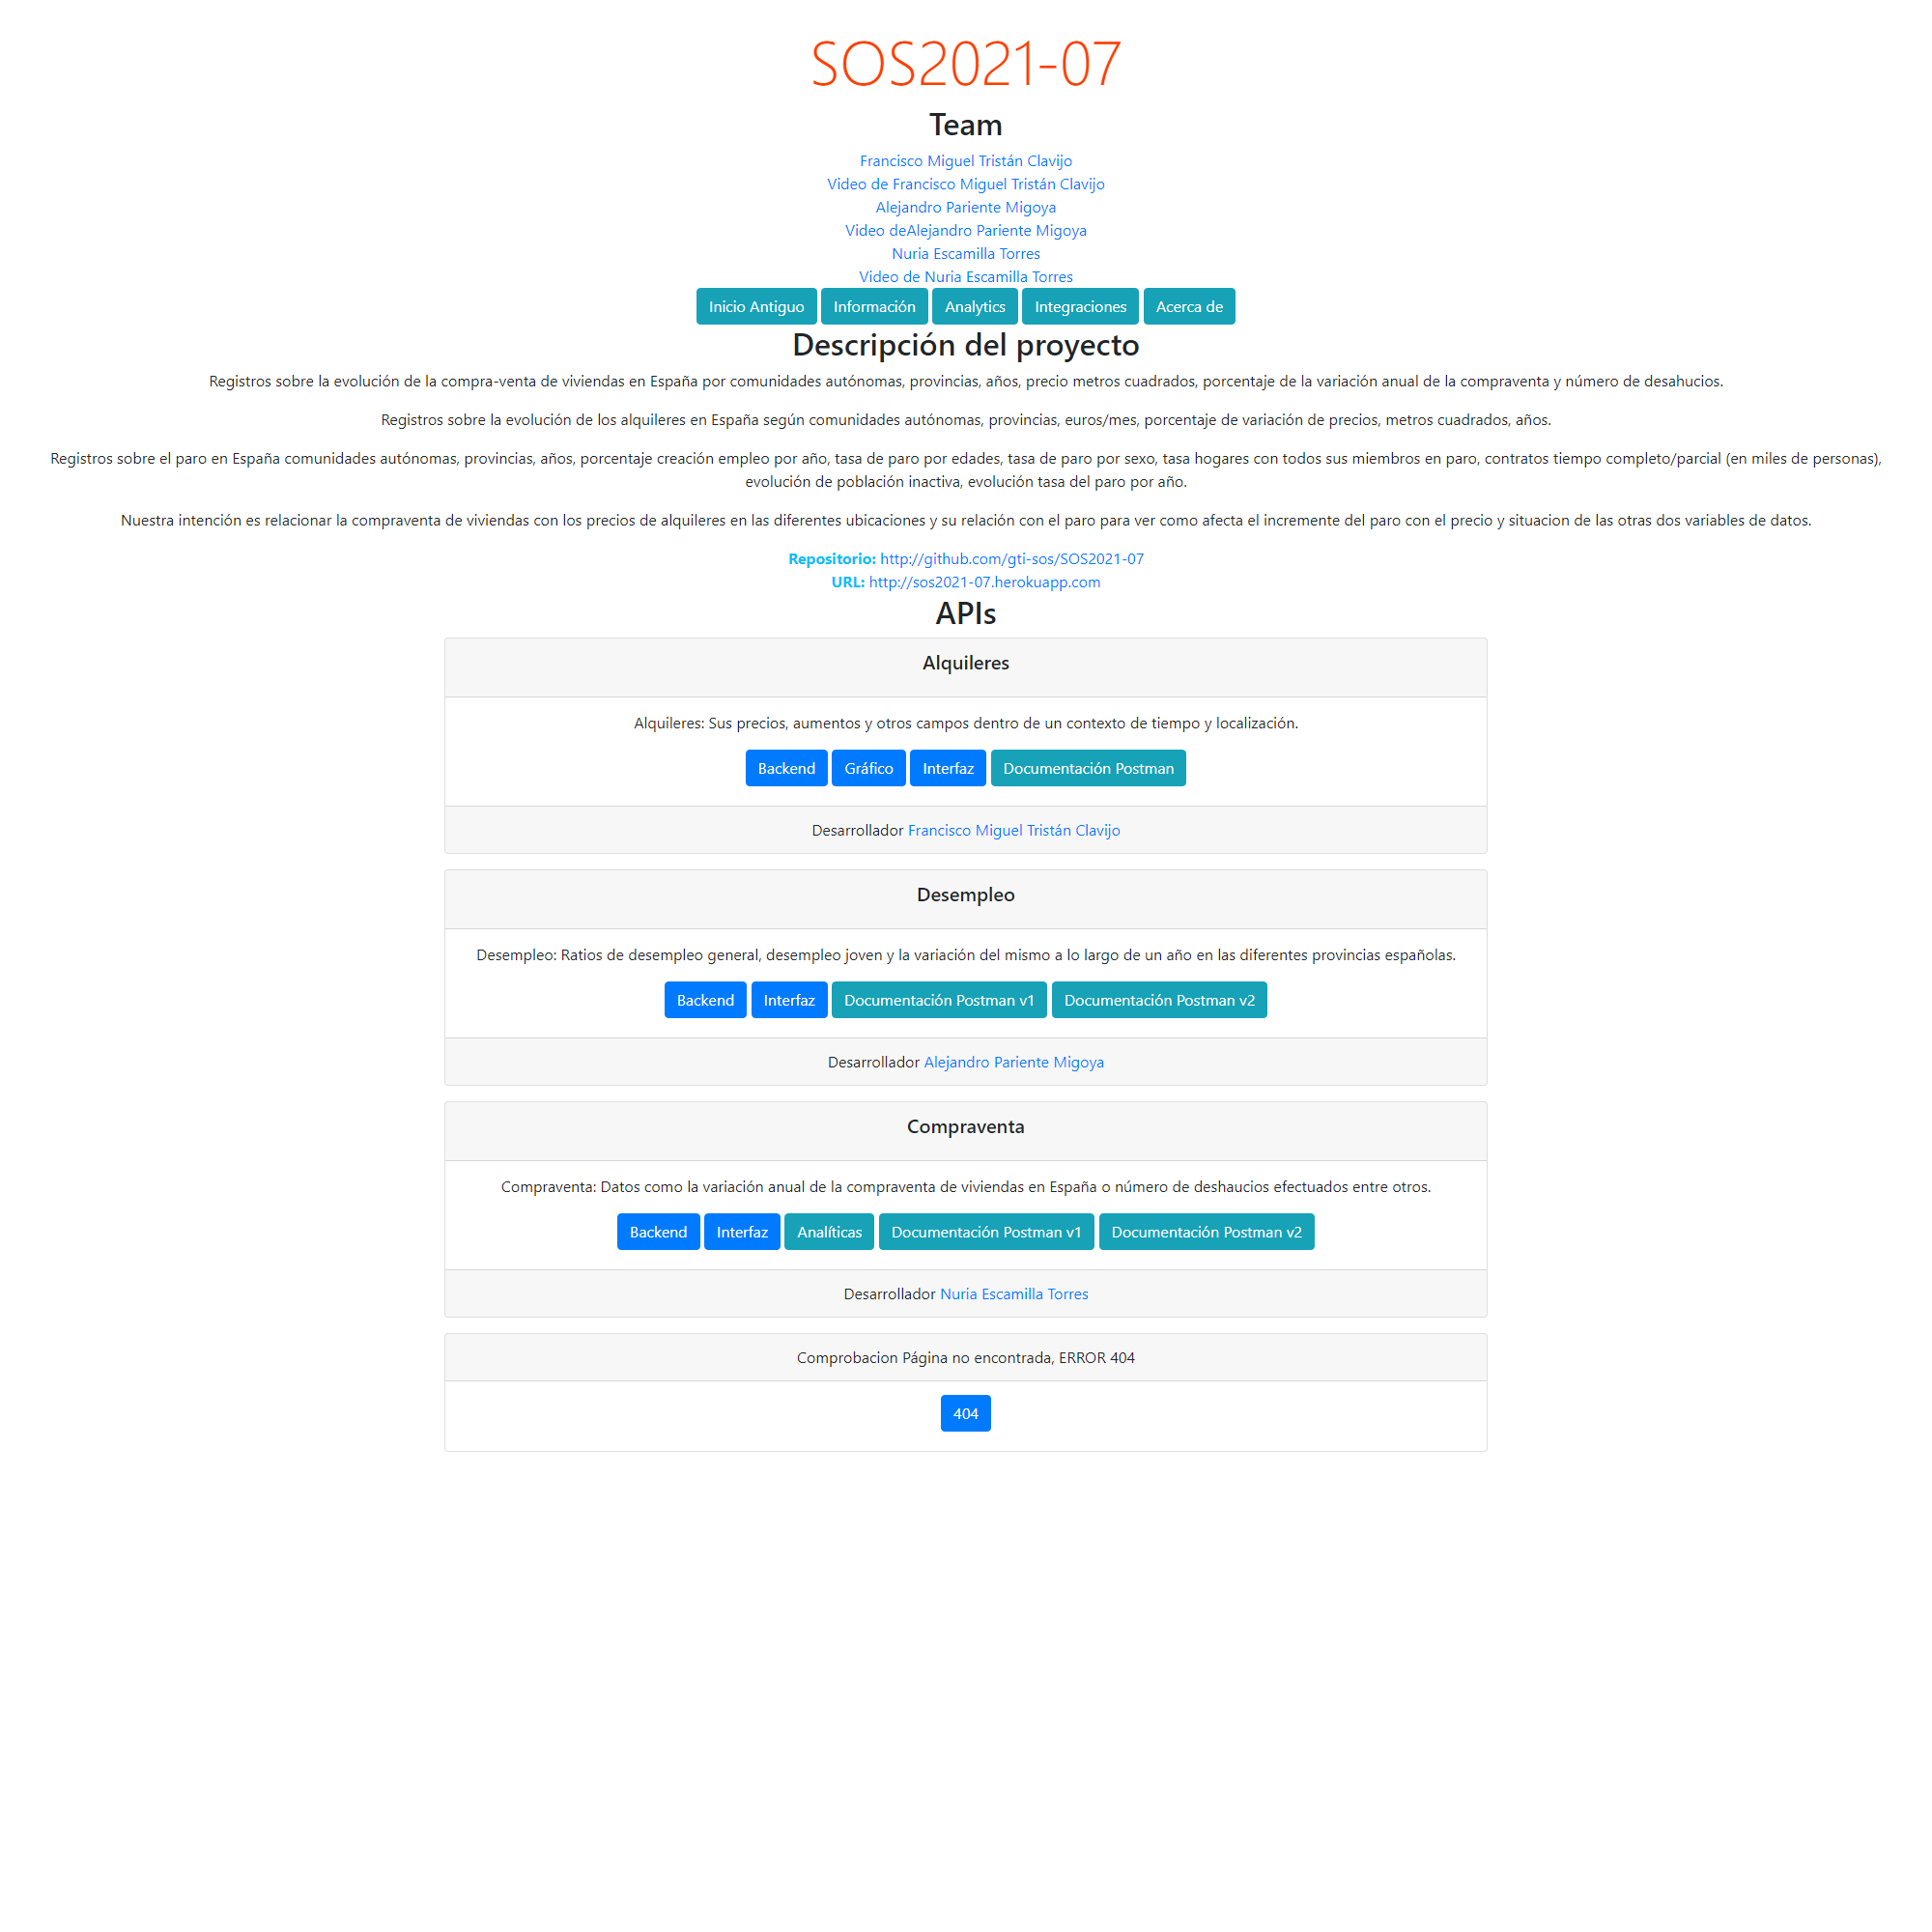 SOS2021-07
Team
Francisco Miguel Tristán Clavijo
Video de Francisco Miguel Tristán Clavijo
Alejandro Pariente Migoya
Video deAlejandro Pariente Migoya
Nuria Escamilla Torres
Video de Nuria Escamilla Torres
Inicio Antiguo Información Analytics Integraciones Acerca de
Descripción del proyecto
Registros sobre la evolución de la compra-venta de viviendas en España por comunidades autónomas, provincias, años, precio metros cuadrados, porcentaje de la variación anual de la compraventa y número de desahucios.
Registros sobre la evolución de los alquileres en España según comunidades autónomas, provincias, euros/mes, porcentaje de variación de precios, metros cuadrados, años.
Registros sobre el paro en España comunidades autónomas, provincias, años, porcentaje creación empleo por año, tasa de paro por edades, tasa de paro por sexo, tasa hogares con todos sus miembros en paro, contratos tiempo completo/parcial (en miles de personas),
evolución de población inactiva, evolución tasa del paro por año.
Nuestra intención es relacionar la compraventa de viviendas con los precios de alquileres en las diferentes ubicaciones y su relación con el paro para ver como afecta el incremente del paro con el precio y situacion de las otras dos variables de datos.
Repositorio: http://github.com/gti-sos/SOS2021-07
URL: http://sos2021-07.herokuapp.com
APIs
Alquileres
Alquileres: Sus precios, aumentos y otros campos dentro de un contexto de tiempo y localización.
Backend Gráfico Interfaz Documentación Postman
Desarrollador Francisco Miguel Tristán Clavijo
Desempleo
Desempleo: Ratios de desempleo general, desempleo joven y la variación del mismo a lo largo de un año en las diferentes provincias españolas.
Backend Interfaz Documentación Postman v1 Documentación Postman v2
Desarrollador Alejandro Pariente Migoya
Compraventa
Compraventa: Datos como la variación anual de la compraventa de viviendas en España o número de deshaucios efectuados entre otros.
Backend Interfaz Analíticas Documentación Postman v1 Documentación Postman v2
Desarrollador Nuria Escamilla Torres
Comprobacion Página no encontrada, ERROR 404
404